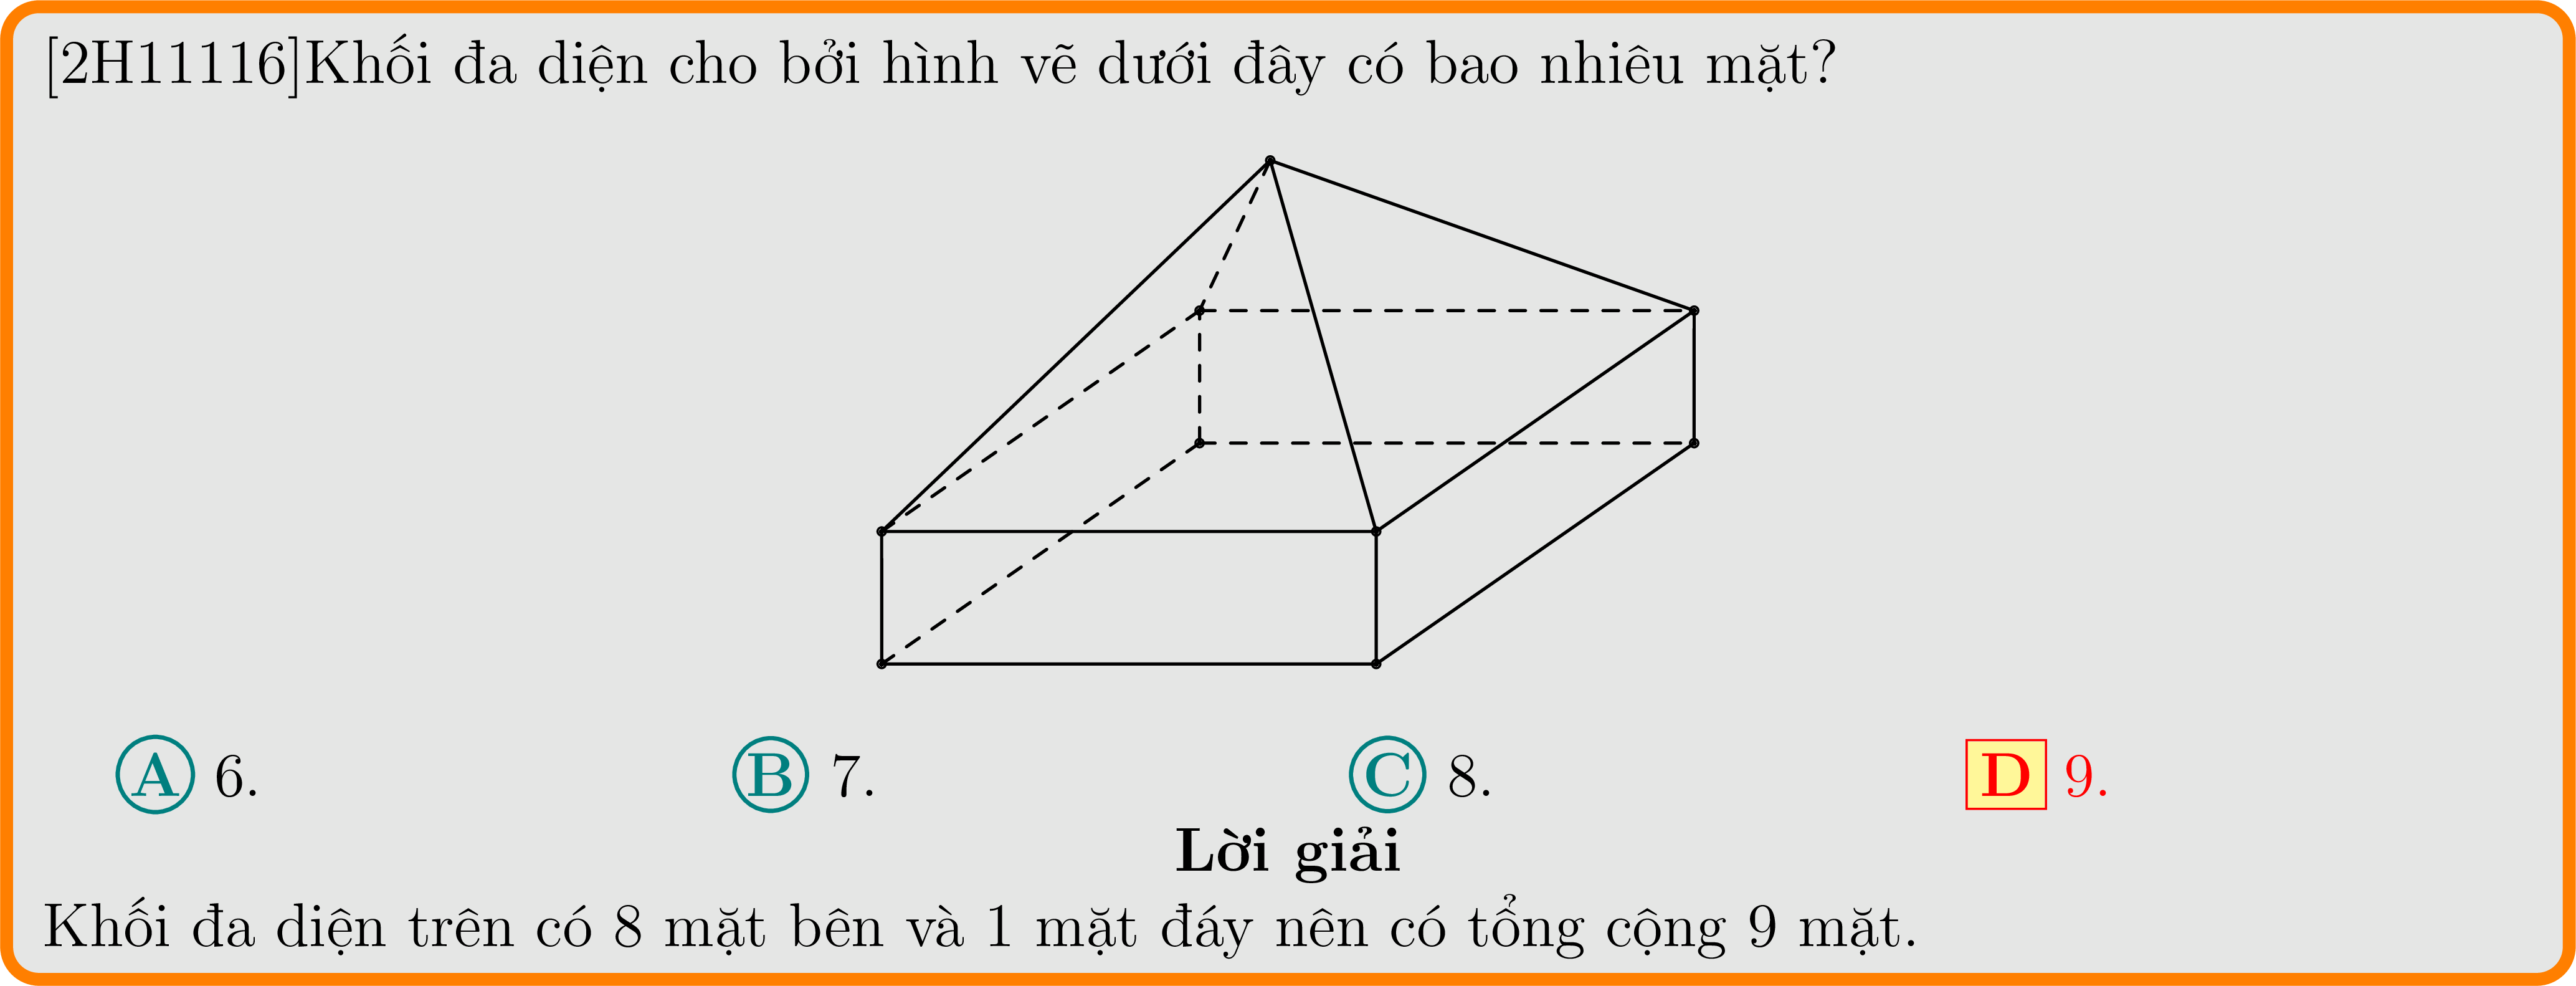 [2H11116]Khối đa diện cho bởi hình vẽ dưới đây có bao nhiêu mặt?
A 6. B 7. C 8. D 9.
Lời giải
Khối đa diện trên có 8 mặt bên và 1 mặt đáy nên có tổng cộng 9 mặt.